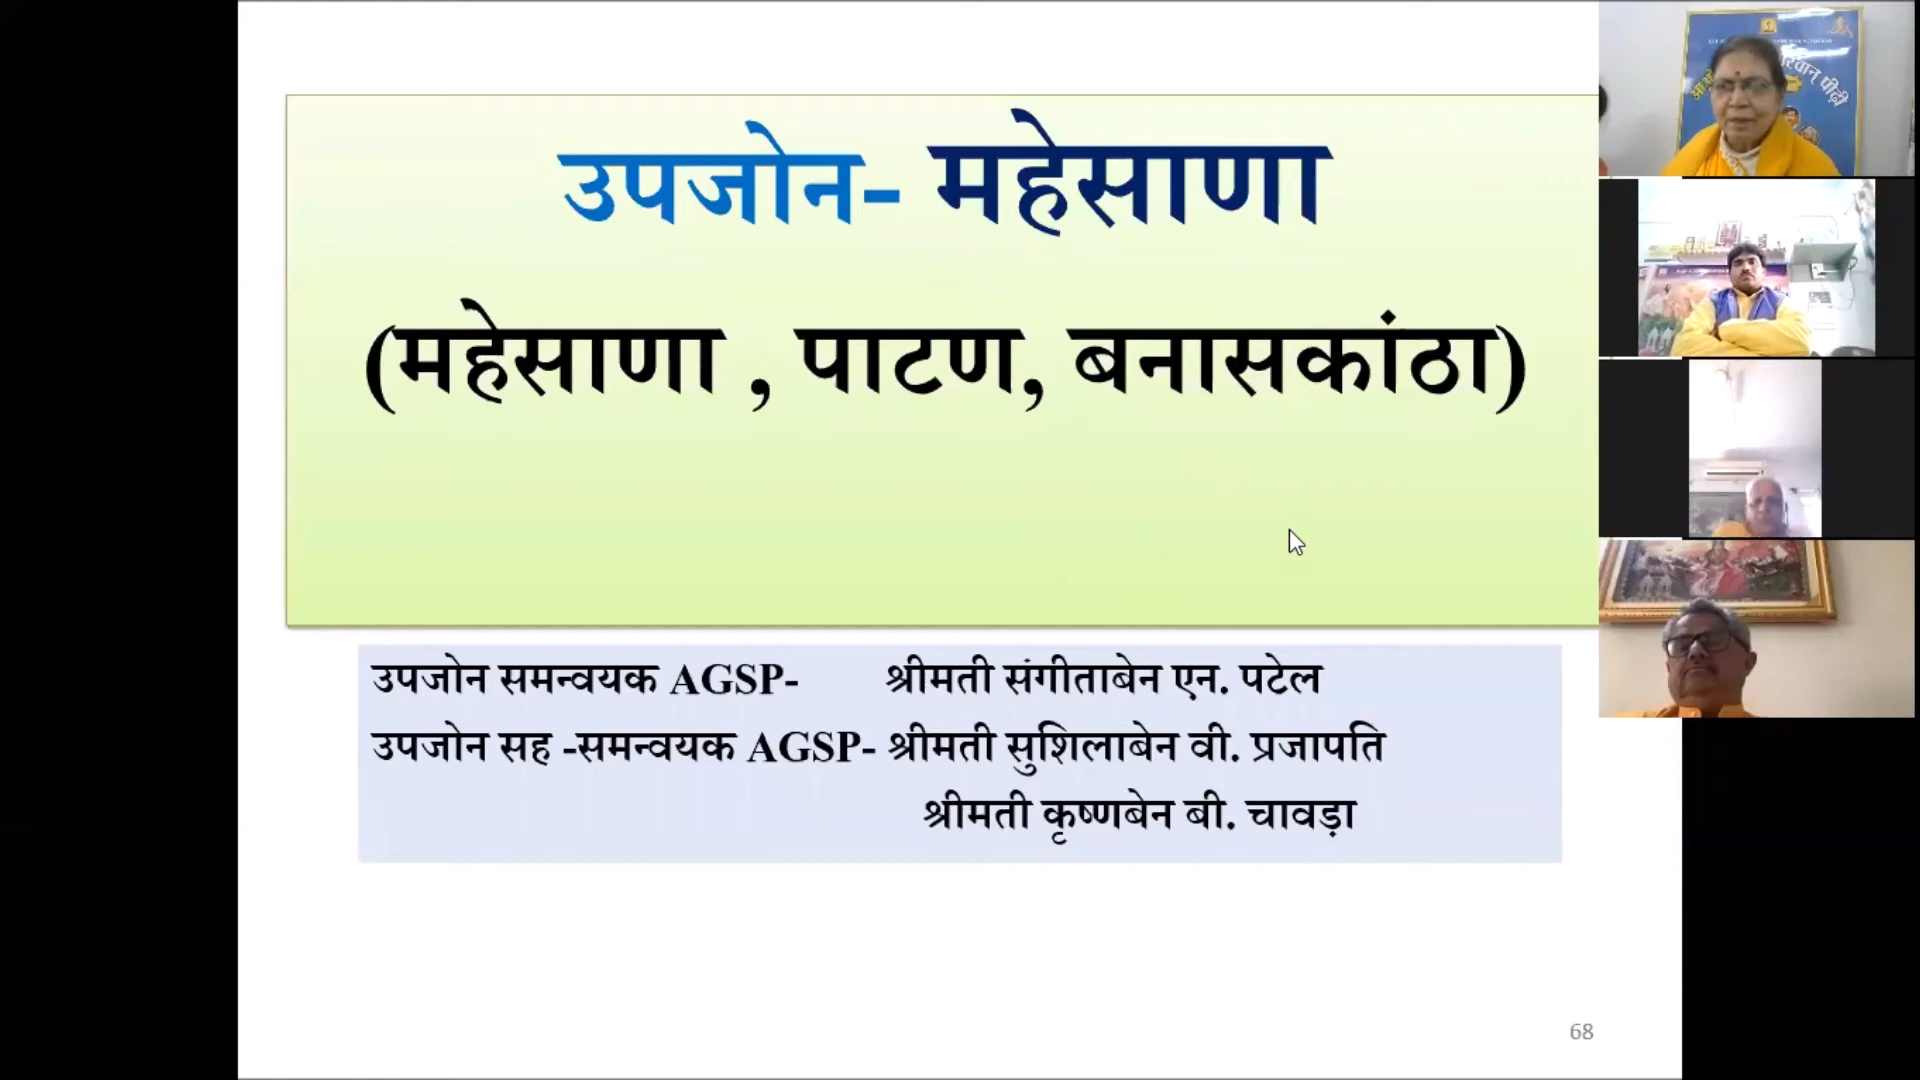 उपजोन- महेसाणा
(महेसाणा , पाटण, बनासकांठा)
उपजोन समन्वयक AGSP- श्रीमती संगीताबेन एन. पटेल
उपजोन सह -समन्वयक AGSP- श्रीमती सुशिलाबेन वी. प्रजापति
श्रीमती कृष्णबेन बी. चावड़ा
68